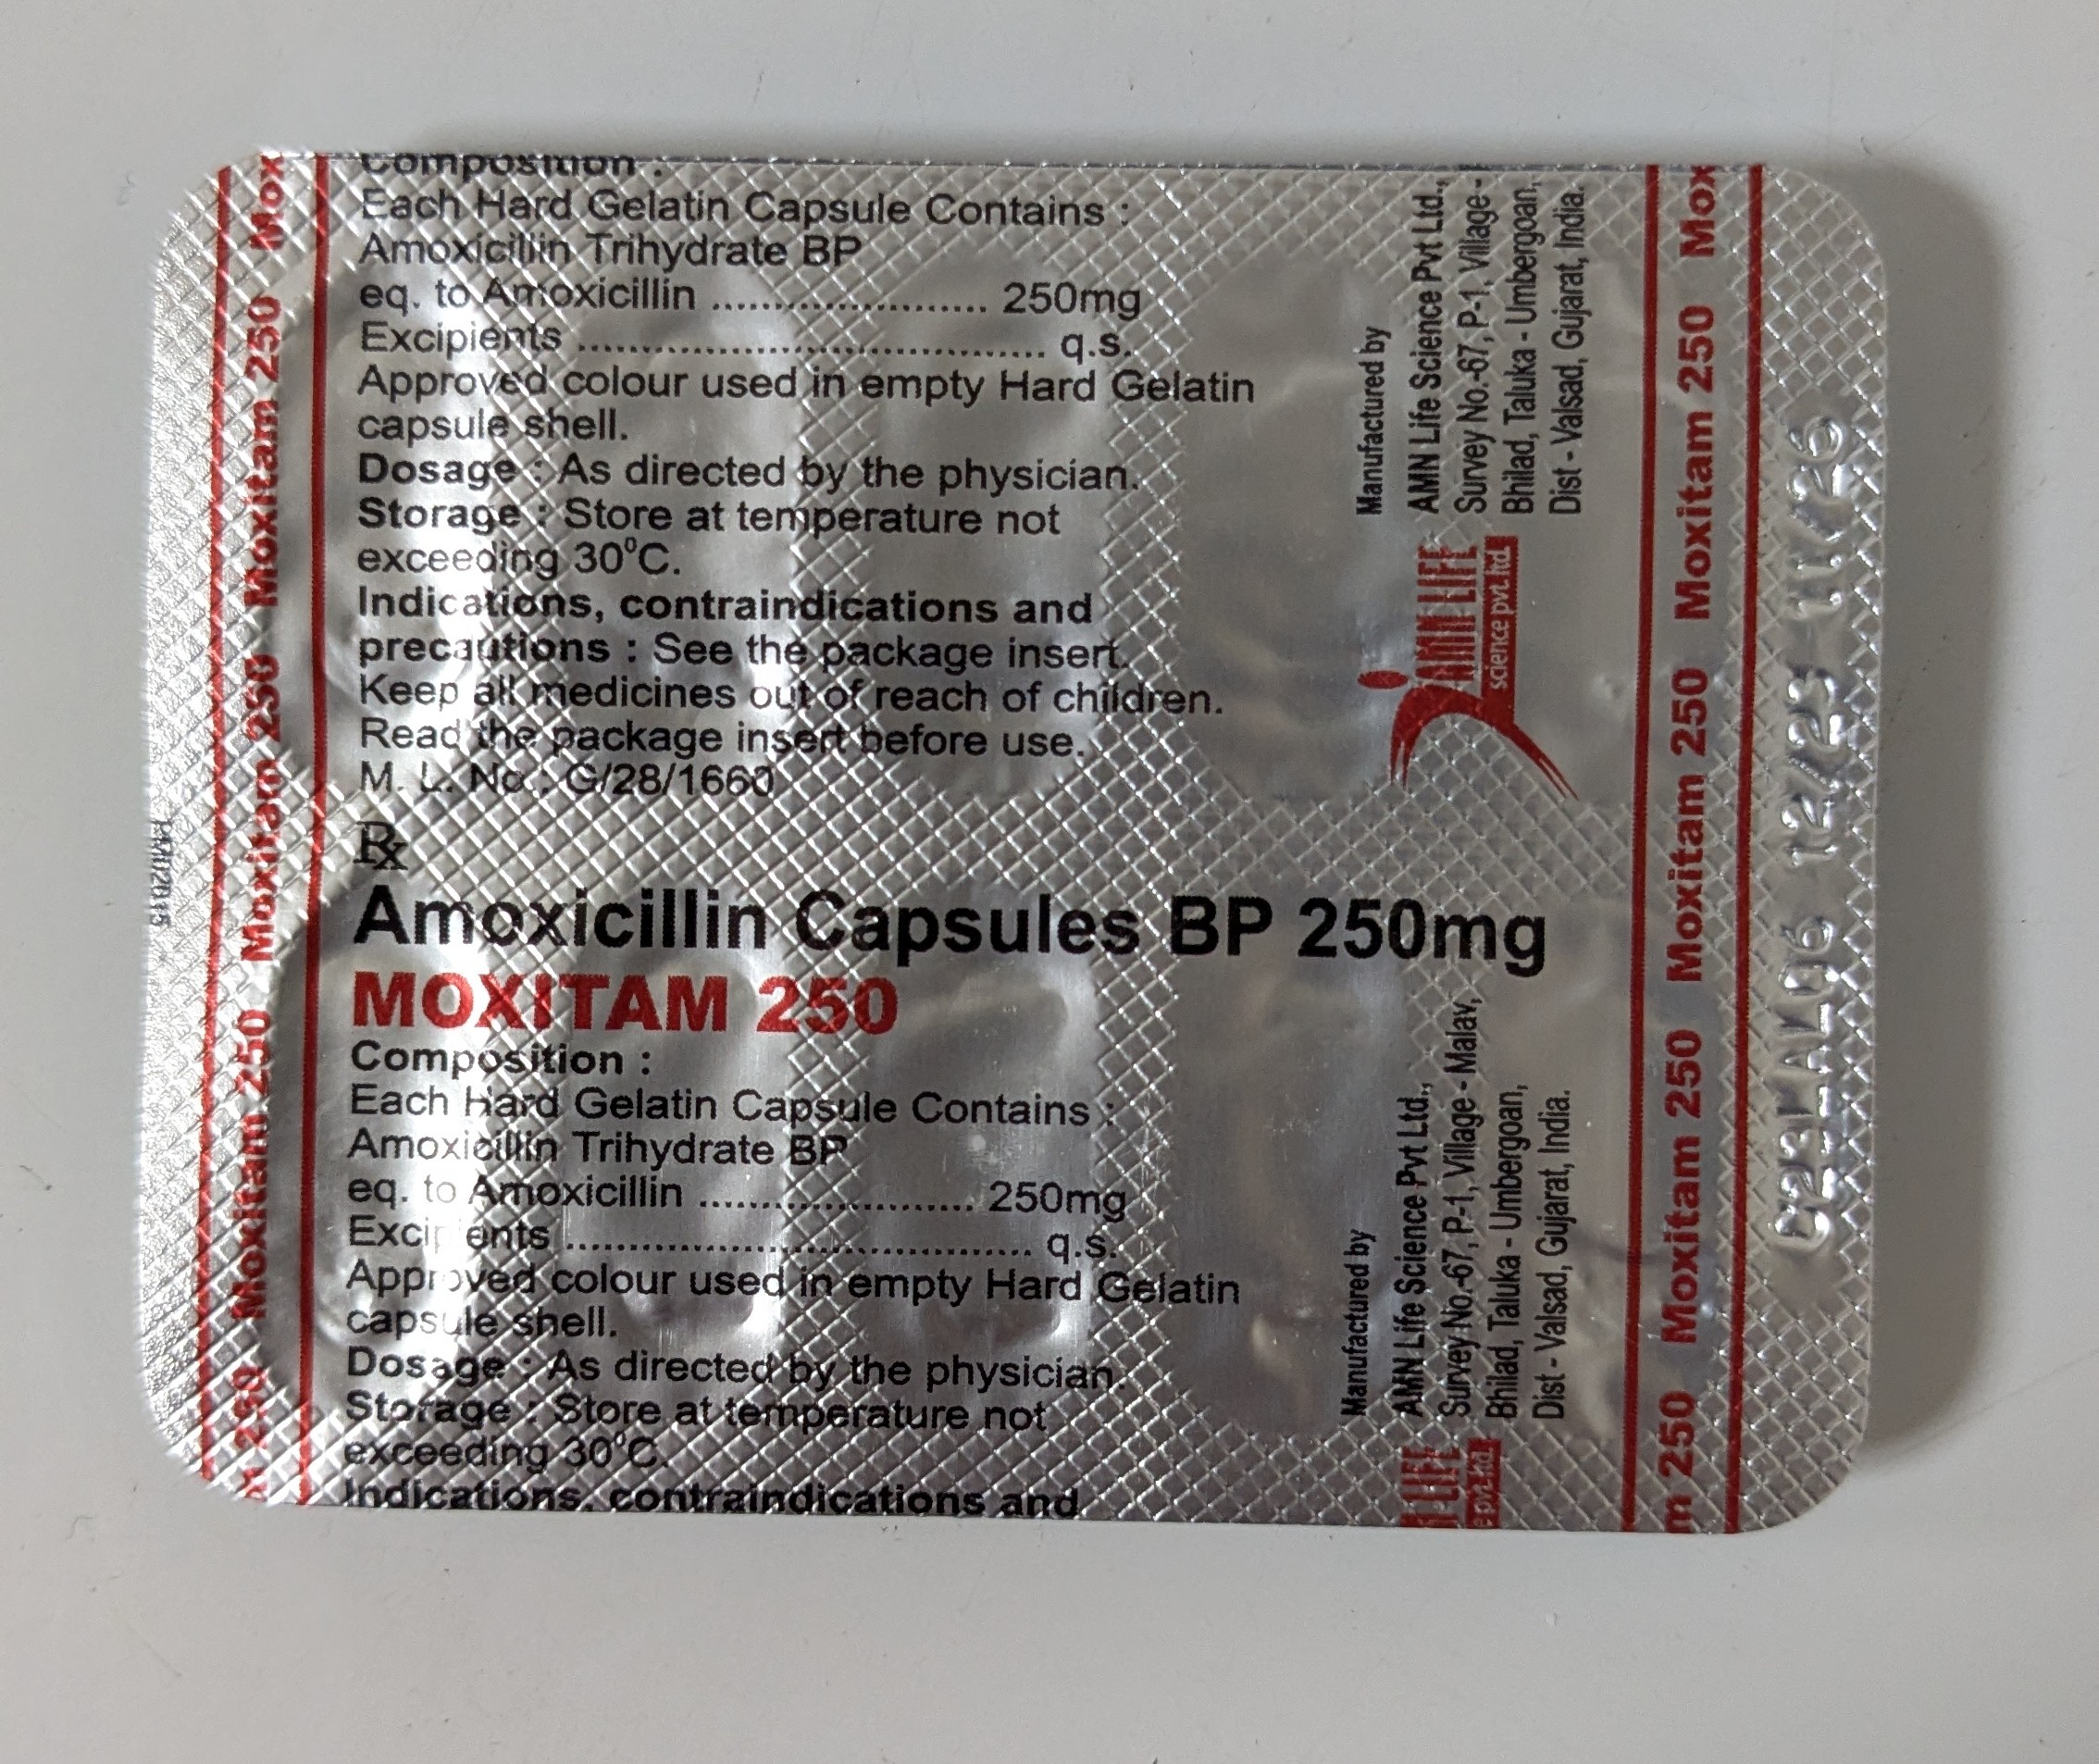 Composition :
Each Hard Gelatin Capsule Contains :
Amoxicillin Trihydrate BP
eq. to Amoxicillin ........................ 250mg
Excipients ........................................ q.s.
Approved colour used in empty Hard Gelatin
capsule shell.
Dosage : As directed by the physician.
Storage : Store at temperature not
exceeding 30°C.
Indications, contraindications and
precautions : See the package insert.
Keep all medicines out of reach of children.
Read the package insert before use.
M. L. No.: G/28/1660
Rx
Amoxicillin Capsules BP 250mg
MOXITAM 250
Composition :
Each Hard Gelatin Capsule Contains :
Amoxicillin Trihydrate BP
eq. to Amoxicillin ........................ 250mg
Excipients ........................................ q.s.
Approved colour used in empty Hard Gelatin
capsule shell.
Dosage : As directed by the physician.
Storage : Store at temperature not
exceeding 30°C.
Indications, contraindications and
Manufactured by
AMN Life Science Pvt Ltd.,
Survey No.-67, P-1, Village -
Bhilad, Taluka - Umbergoan,
Dist - Valsad, Gujarat, India.
AMN LIFE
science pvt. ltd.
Manufactured by
AMN Life Science Pvt Ltd.,
Survey No.-67, P-1, Village - Malav,
Bhilad, Taluka - Umbergoan,
Dist - Valsad, Gujarat, India.
LIFE
e pvt. ltd.
250 Moxitam 250 Moxitam 250 Moxitam 250 Moxitam 250 Mox
m 250 Moxitam 250 Moxitam 250 Moxitam 250 Mox
12/23 11/26